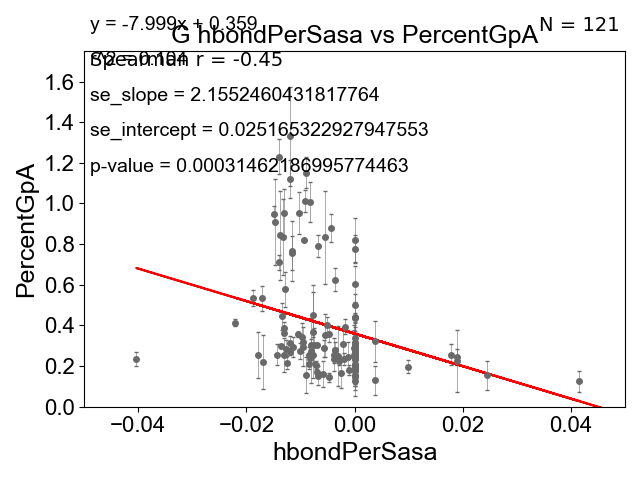 y = -7.999x + 0.359
N = 121
G hbondPerSasa vs PercentGpA
Spearman r = -0.45
se_slope = 2.1552460431817764
se_intercept = 0.025165322927947553
p-value = 0.00031462186995774463
PercentGpA
1.6
1.4
1.2
1.0
0.8
0.6
0.4
0.2
0.0
−0.04 −0.02 0.00 0.02 0.04
hbondPerSasa